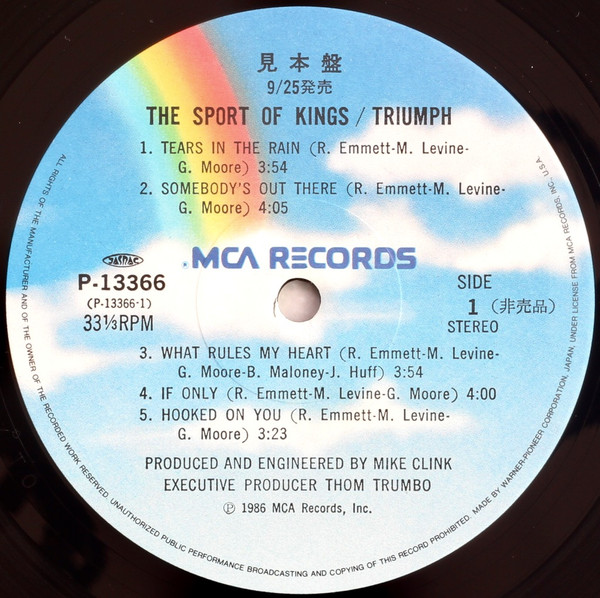 見本盤
9/25発売
THE SPORT OF KINGS / TRIUMPH
1. TEARS IN THE RAIN (R. Emmett-M. Levine-
G. Moore) 3:54
2. SOMEBODY'S OUT THERE (R. Emmett-M. Levine-
G. Moore) 4:05
MCA RECORDS
JASRAC
P-13366
(P-13366-1)
33⅓RPM
SIDE
1 (非売品)
STEREO
3. WHAT RULES MY HEART (R. Emmett-M. Levine-
G. Moore-B. Maloney-J. Huff) 3:54
4. IF ONLY (R. Emmett-M. Levine-G. Moore) 4:00
5. HOOKED ON YOU (R. Emmett-M. Levine-
G. Moore) 3:23
PRODUCED AND ENGINEERED BY MIKE CLINK
EXECUTIVE PRODUCER THOM TRUMBO
Ⓟ 1986 MCA Records, Inc.
ALL RIGHTS OF THE MANUFACTURER AND OF THE OWNER OF THE RECORDED WORK RESERVED. UNAUTHORIZED PUBLIC PERFORMANCE BROADCASTING AND COPYING OF THIS RECORD PROHIBITED. MADE BY WARNER-PIONEER CORPORATION, JAPAN, UNDER LICENSE FROM MCA RECORDS, INC., U.S.A.